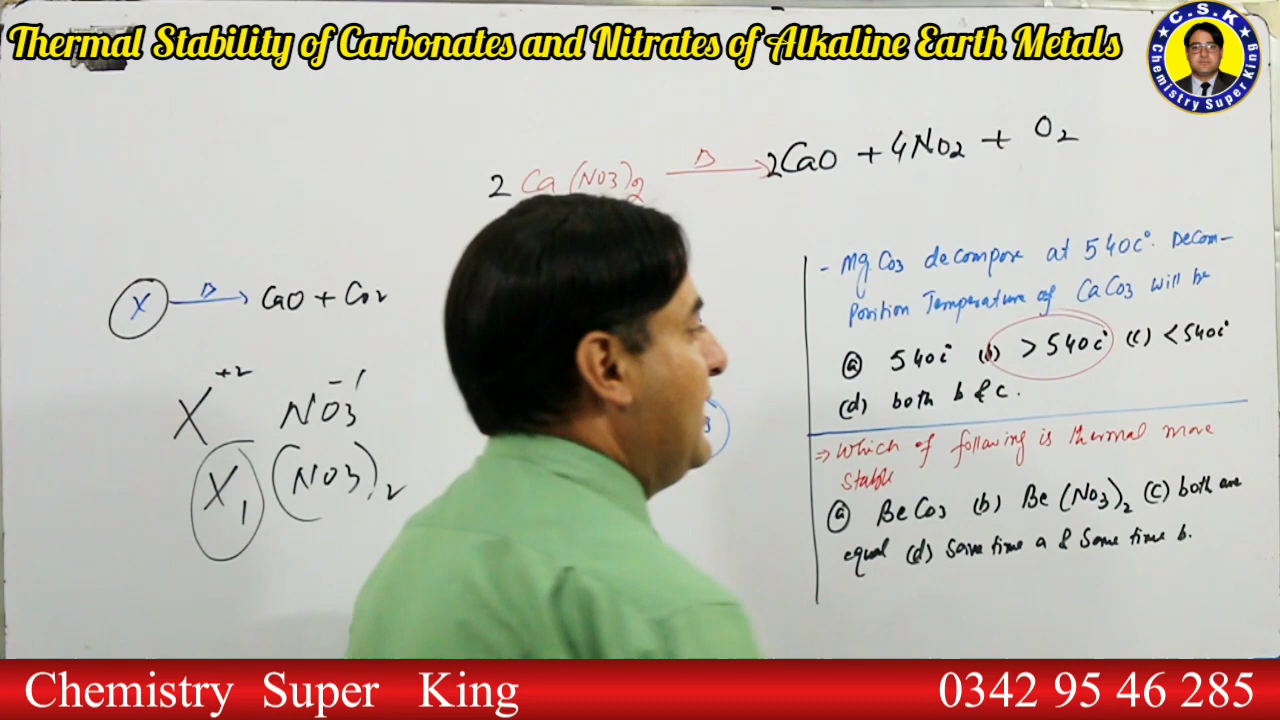 Thermal Stability of Carbonates and Nitrates of Alkaline Earth Metals
C.S.K
Chemistry Super King
2 Ca(NO3)2 Δ→ 2CaO + 4NO2 + O2
X Δ→ CaO + CO2
X+2 NO3-1
X1 (NO3)2
- Mg CO3 decompose at 540c°. Decom-
position Temperature of CaCO3 will be
(a) 540c° (b) > 540c° (c) < 540c°
(d) both b & c.
⇒ Which of following is thermal more
stable
(a) BeCO3 (b) Be(NO3)2 (c) both are
equal (d) Some time a & Some time b.
Chemistry Super King
0342 95 46 285